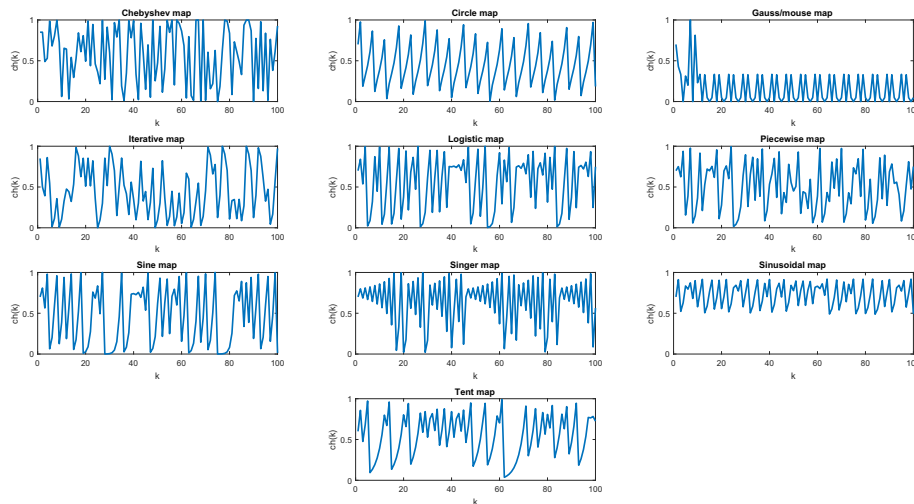 Chebyshev map
1
0.5
0
ch(k)
0 20 40 60 80 100
k
Circle map
1
0.5
0
ch(k)
0 20 40 60 80 100
k
Gauss/mouse map
1
0.5
0
ch(k)
0 20 40 60 80 100
k
Iterative map
1
0.5
0
ch(k)
0 20 40 60 80 100
k
Logistic map
1
0.5
0
ch(k)
0 20 40 60 80 100
k
Piecewise map
1
0.5
0
ch(k)
0 20 40 60 80 100
k
Sine map
1
0.5
0
ch(k)
0 20 40 60 80 100
k
Singer map
1
0.5
0
ch(k)
0 20 40 60 80 100
k
Sinusoidal map
1
0.5
0
ch(k)
0 20 40 60 80 100
k
Tent map
1
0.5
0
ch(k)
0 20 40 60 80 100
k